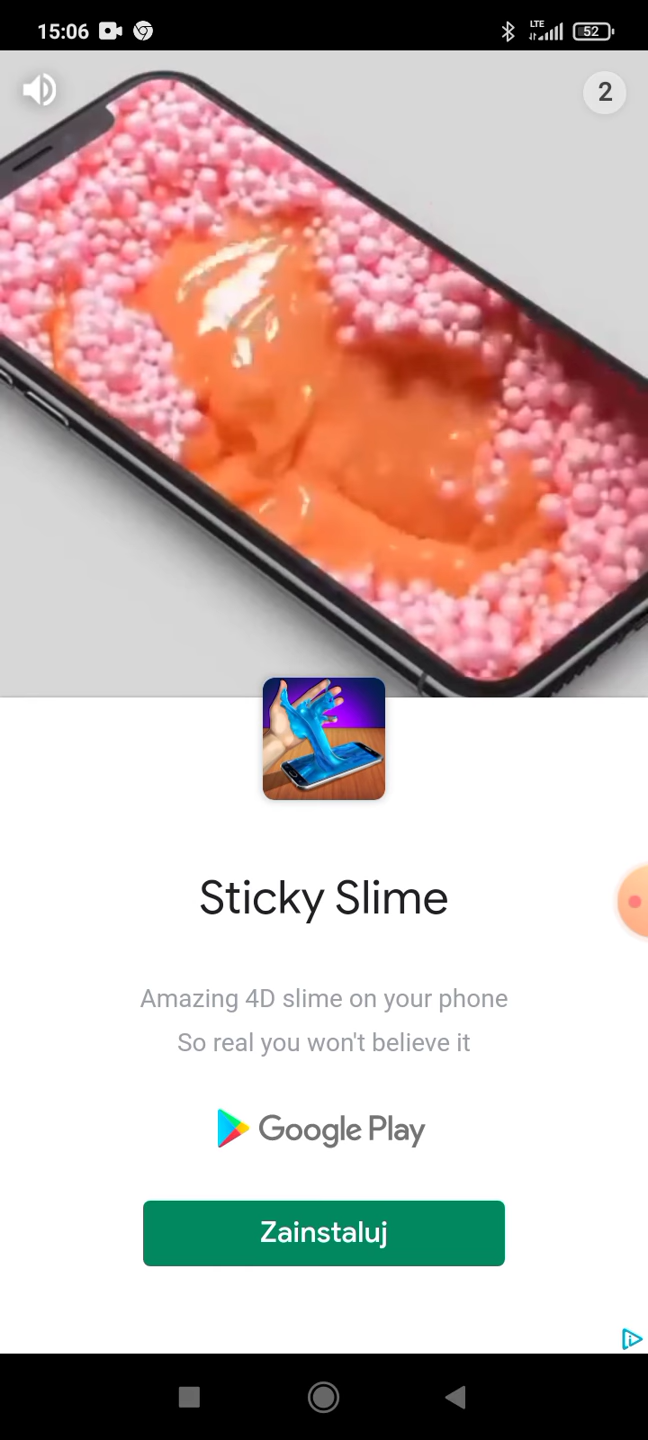 15:06
LTE
52
2
Sticky Slime
Amazing 4D slime on your phone
So real you won't believe it
Google Play
Zainstaluj